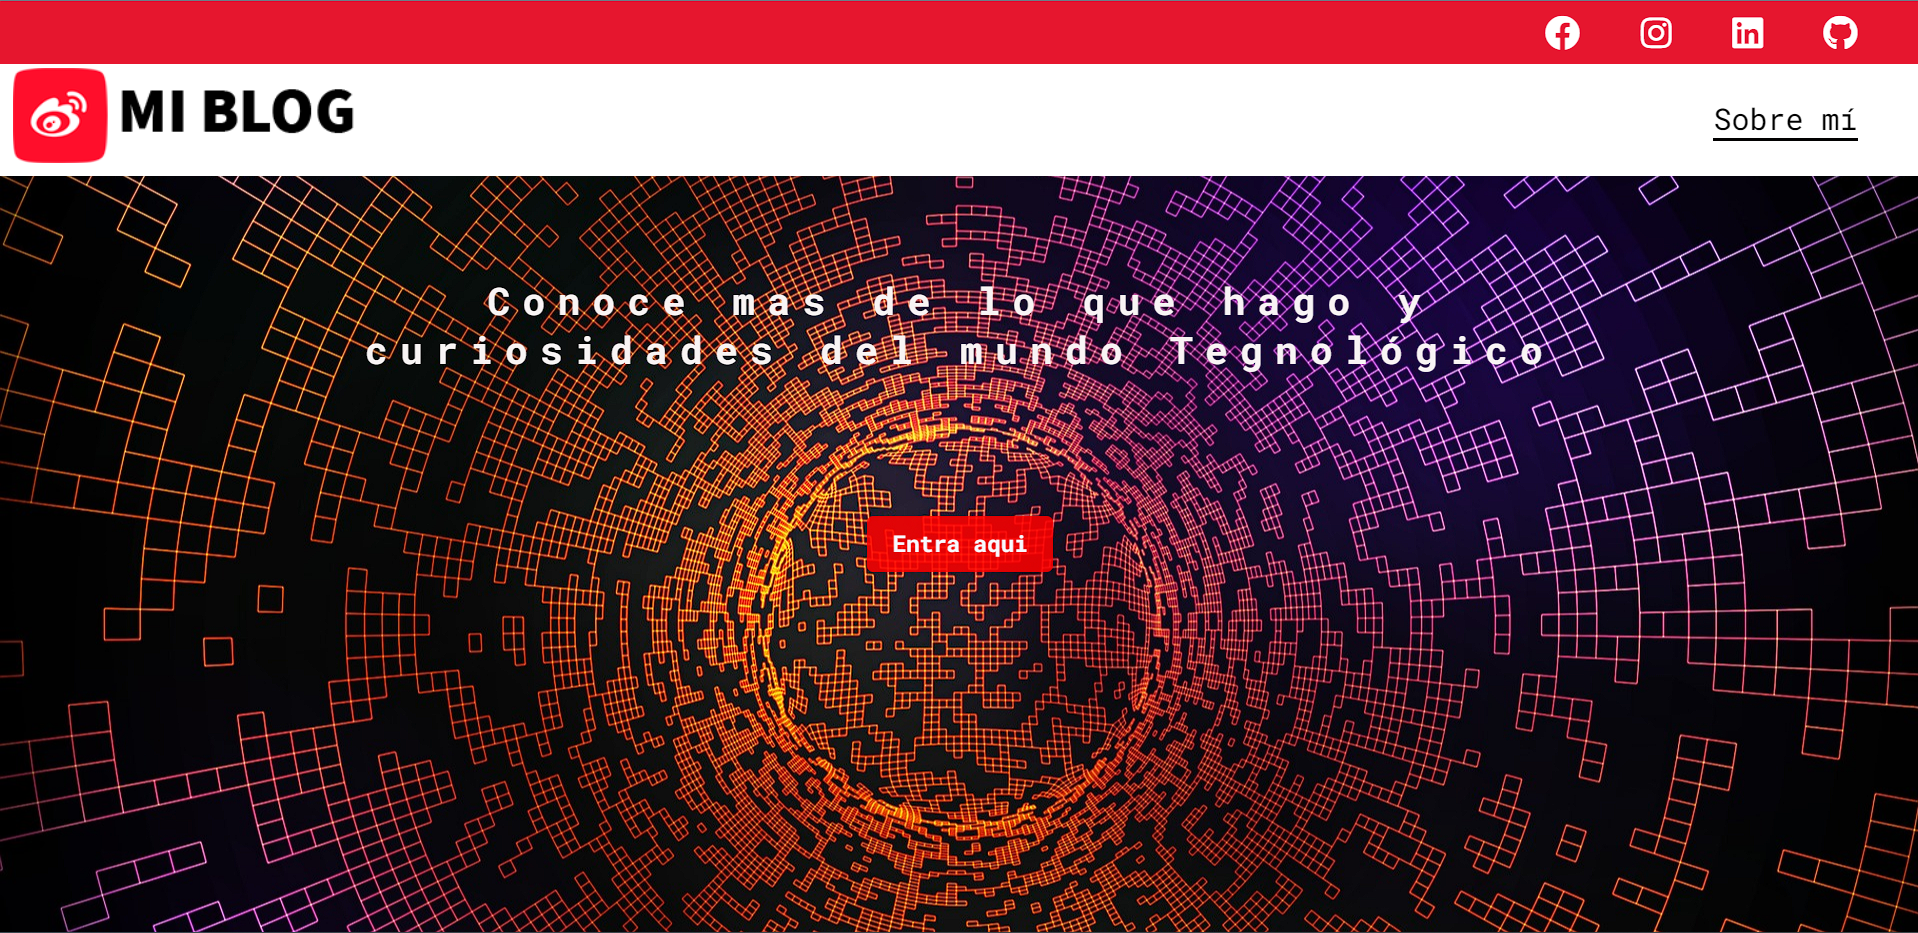 MI BLOG
Sobre mí
Conoce mas de lo que hago y
curiosidades del mundo Tegnológico
Entra aqui